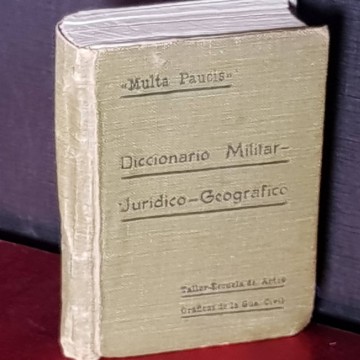 «Multa Paucis»
Diccionario Militar-
Jurídico-Geográfico
Taller-Escuela de Artes
Gráficas de la Gua. Civil